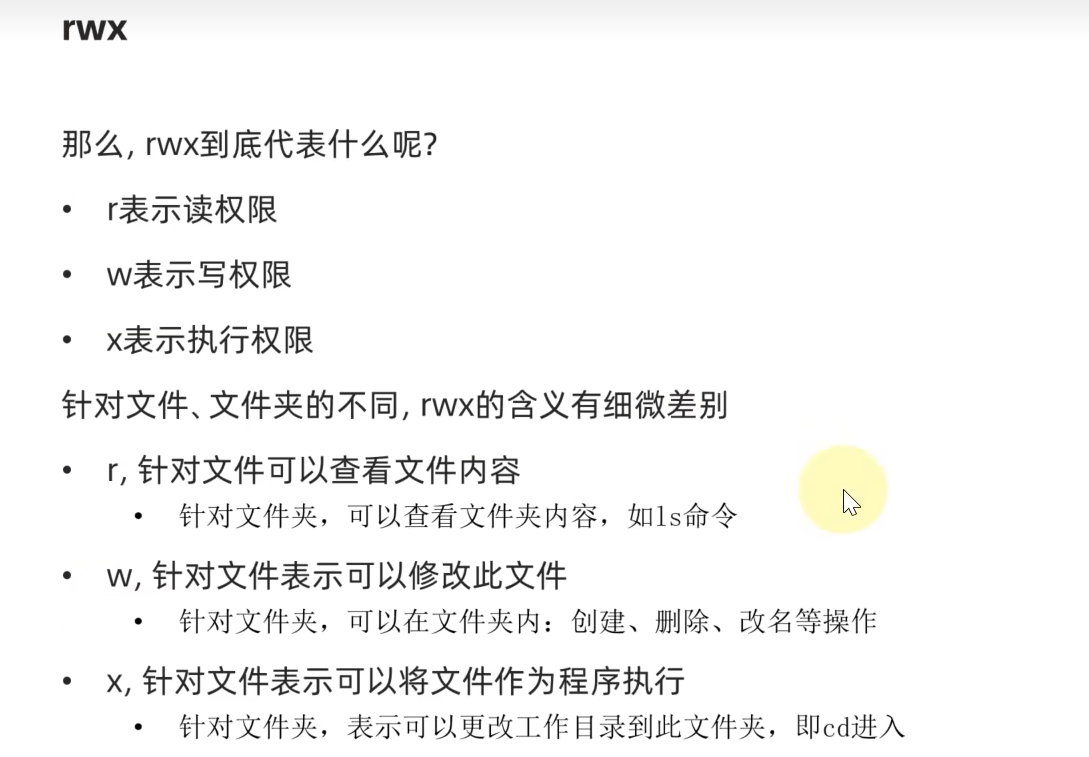 rwx
那么, rwx到底代表什么呢?
• r表示读权限
• w表示写权限
• x表示执行权限
针对文件、文件夹的不同, rwx的含义有细微差别
• r, 针对文件可以查看文件内容
• 针对文件夹，可以查看文件夹内容，如ls命令
• w, 针对文件表示可以修改此文件
• 针对文件夹，可以在文件夹内：创建、删除、改名等操作
• x, 针对文件表示可以将文件作为程序执行
• 针对文件夹，表示可以更改工作目录到此文件夹，即cd进入